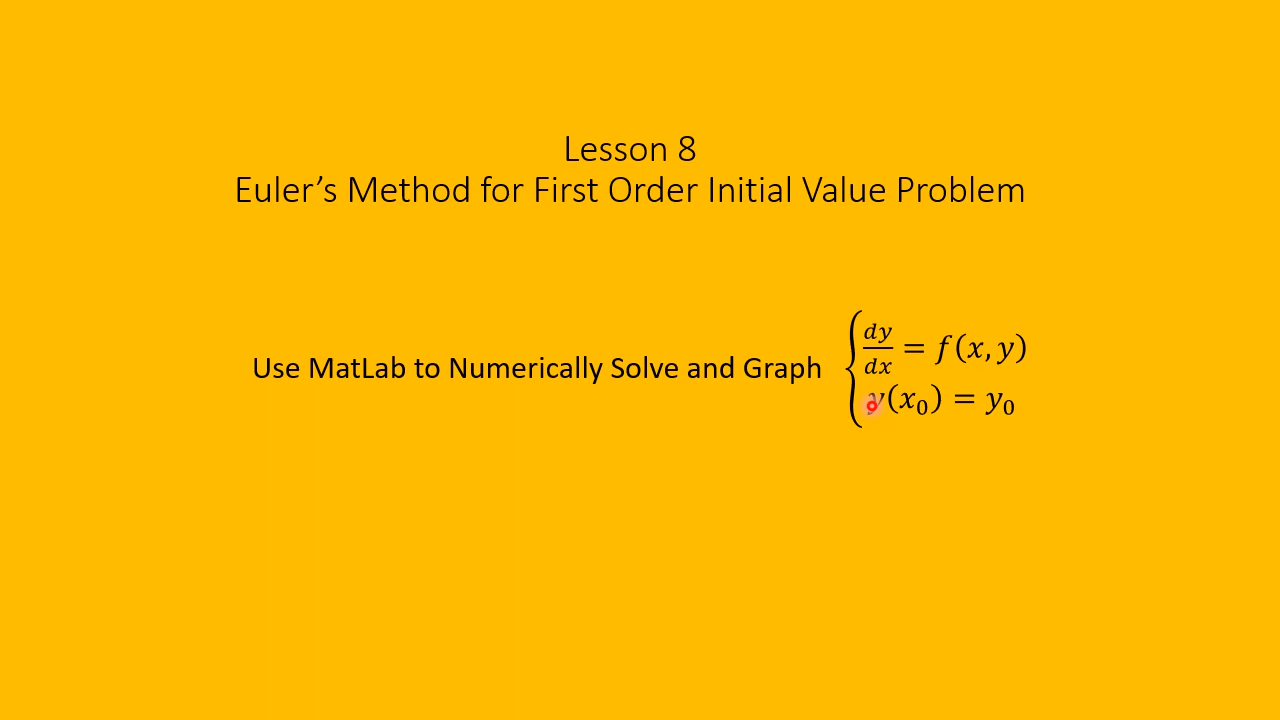 Lesson 8
Euler’s Method for First Order Initial Value Problem
Use MatLab to Numerically Solve and Graph
dy/dx = f(x, y)
y(x₀) = y₀